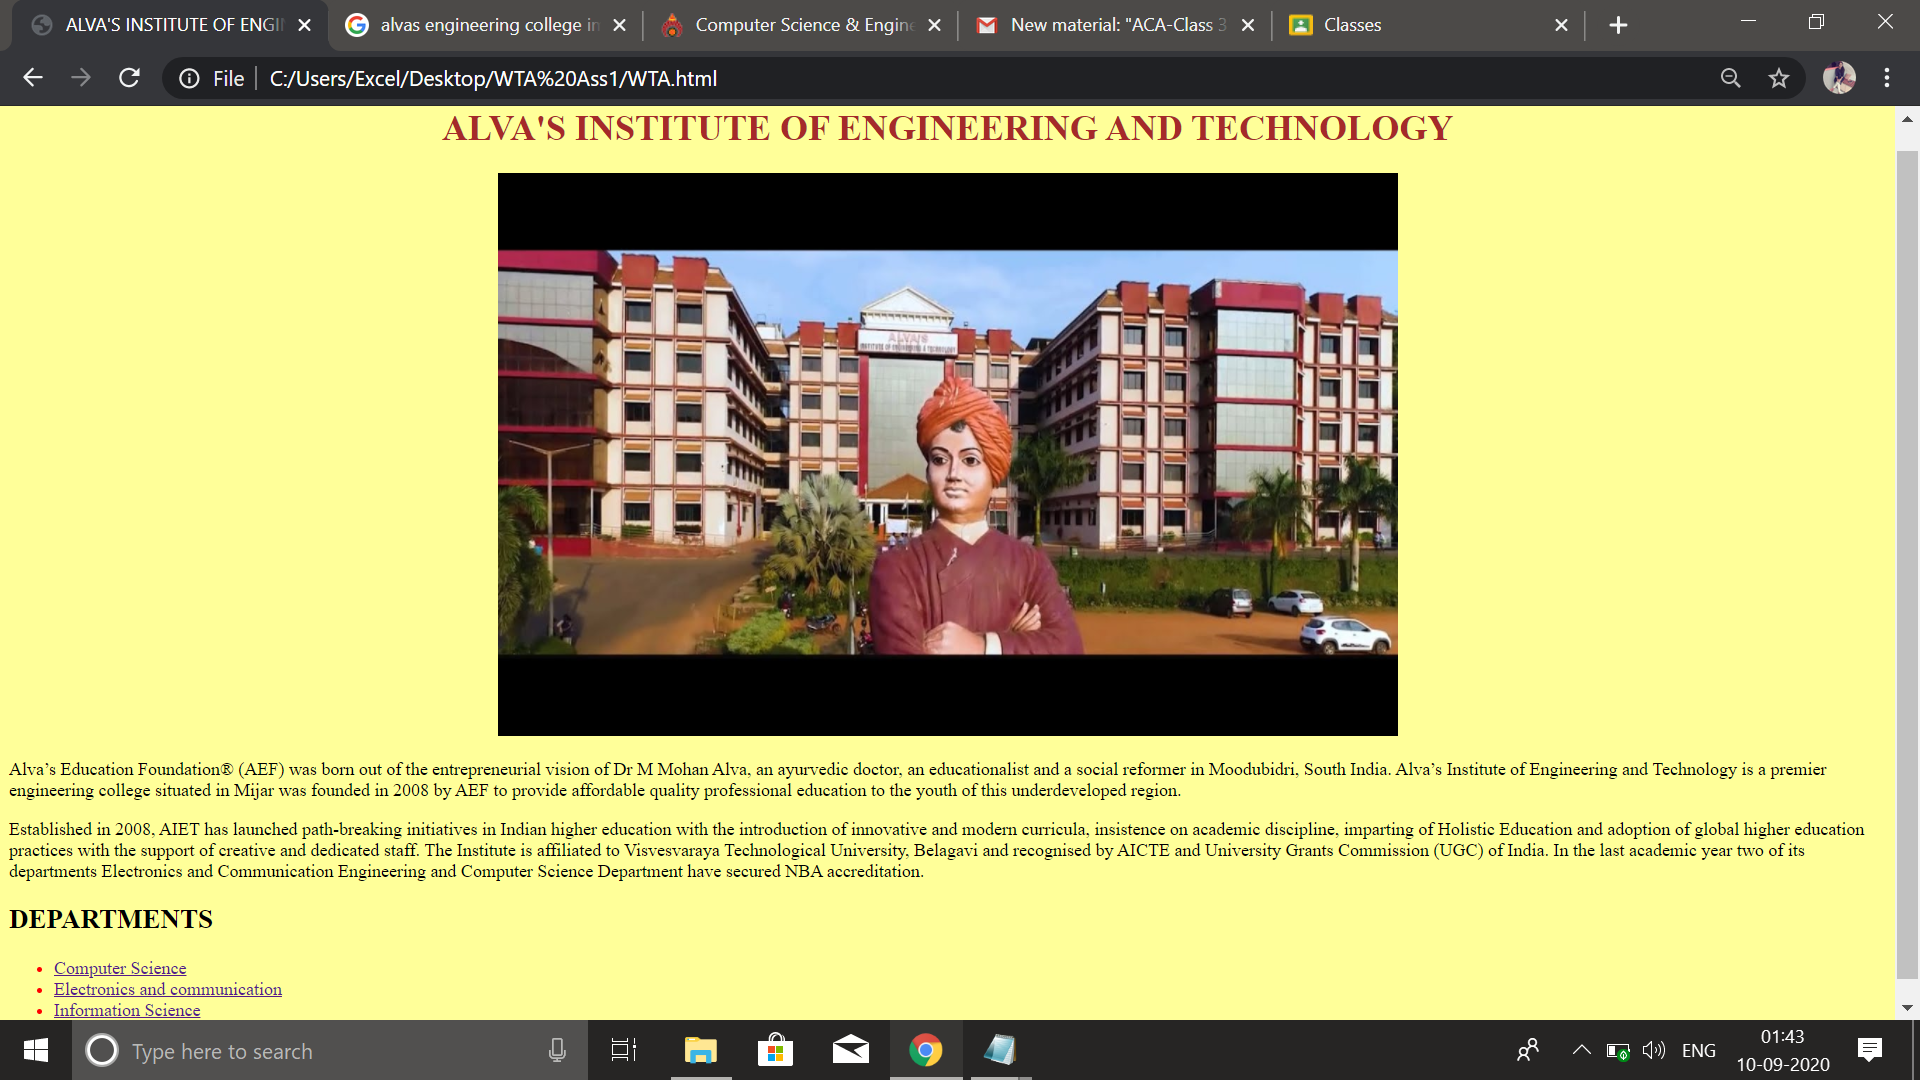 ALVA'S INSTITUTE OF ENGI
alvas engineering college in
Computer Science & Engine
New material: "ACA-Class 3
Classes
File
C:/Users/Excel/Desktop/WTA%20Ass1/WTA.html
ALVA'S INSTITUTE OF ENGINEERING AND TECHNOLOGY
ALVA'S
INSTITUTE OF ENGINEERING & TECHNOLOGY
Alva’s Education Foundation® (AEF) was born out of the entrepreneurial vision of Dr M Mohan Alva, an ayurvedic doctor, an educationalist and a social reformer in Moodubidri, South India. Alva’s Institute of Engineering and Technology is a premier
engineering college situated in Mijar was founded in 2008 by AEF to provide affordable quality professional education to the youth of this underdeveloped region.
Established in 2008, AIET has launched path-breaking initiatives in Indian higher education with the introduction of innovative and modern curricula, insistence on academic discipline, imparting of Holistic Education and adoption of global higher education
practices with the support of creative and dedicated staff. The Institute is affiliated to Visvesvaraya Technological University, Belagavi and recognised by AICTE and University Grants Commission (UGC) of India. In the last academic year two of its
departments Electronics and Communication Engineering and Computer Science Department have secured NBA accreditation.
DEPARTMENTS
Computer Science
Electronics and communication
Information Science
Type here to search
ENG
01:43
10-09-2020